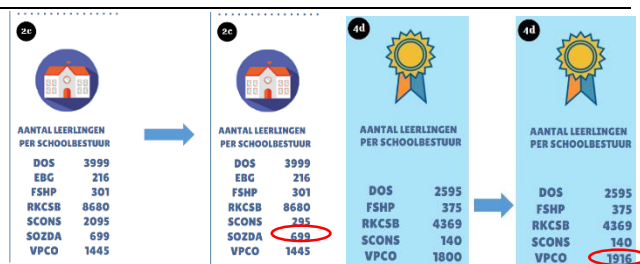 2c
AANTAL LEERLINGEN
PER SCHOOLBESTUUR
DOS 3999
EBG 216
FSHP 301
RKCSB 8680
SCONS 2095
SOZDA 699
VPCO 1445
2c
AANTAL LEERLINGEN
PER SCHOOLBESTUUR
DOS 3999
EBG 216
FSHP 301
RKCSB 8680
SCONS 295
SOZDA 699
VPCO 1445
4d
AANTAL LEERLINGEN
PER SCHOOLBESTUUR
DOS 2595
FSHP 375
RKCSB 4369
SCONS 140
VPCO 1800
4d
AANTAL LEERLINGEN
PER SCHOOLBESTUUR
DOS 2595
FSHP 375
RKCSB 4369
SCONS 140
VPCO 1916